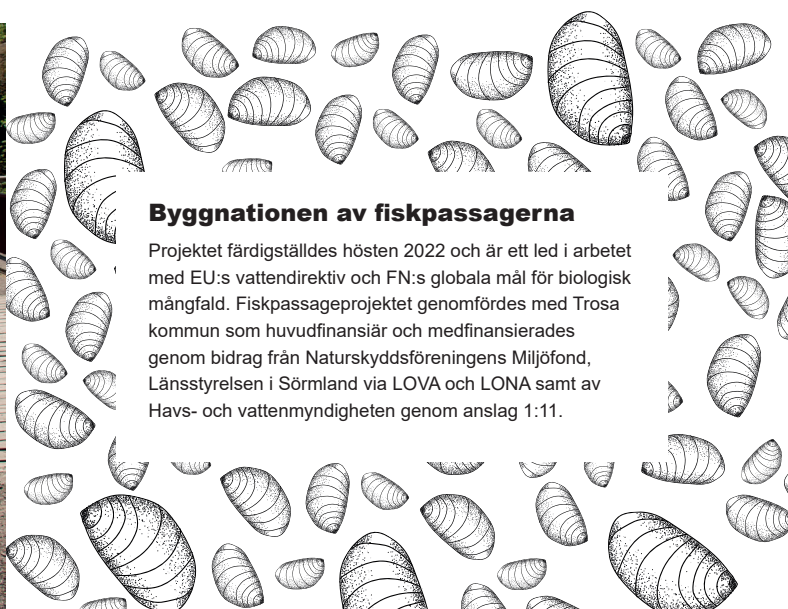 Byggnationen av fiskpassagerna
Projektet färdigställdes hösten 2022 och är ett led i arbetet
med EU:s vattendirektiv och FN:s globala mål för biologisk
mångfald. Fiskpassageprojektet genomfördes med Trosa
kommun som huvudfinansiär och medfinansierades
genom bidrag från Naturskyddsföreningens Miljöfond,
Länsstyrelsen i Sörmland via LOVA och LONA samt av
Havs- och vattenmyndigheten genom anslag 1:11.